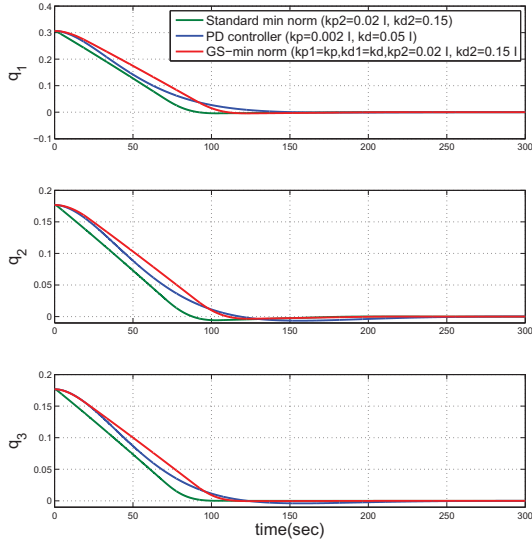 Standard min norm (kp2=0.02 I, kd2=0.15)
PD controller (kp=0.002 I, kd=0.05 I)
GS−min norm (kp1=kp,kd1=kd,kp2=0.02 I, kd2=0.15 I
0.4
0.3
0.2
0.1
0
−0.1
q1
0 50 100 150 200 250 300
0.2
0.15
0.1
0.05
0
q2
0 50 100 150 200 250 300
0.2
0.15
0.1
0.05
0
q3
0 50 100 150 200 250 300
time(sec)